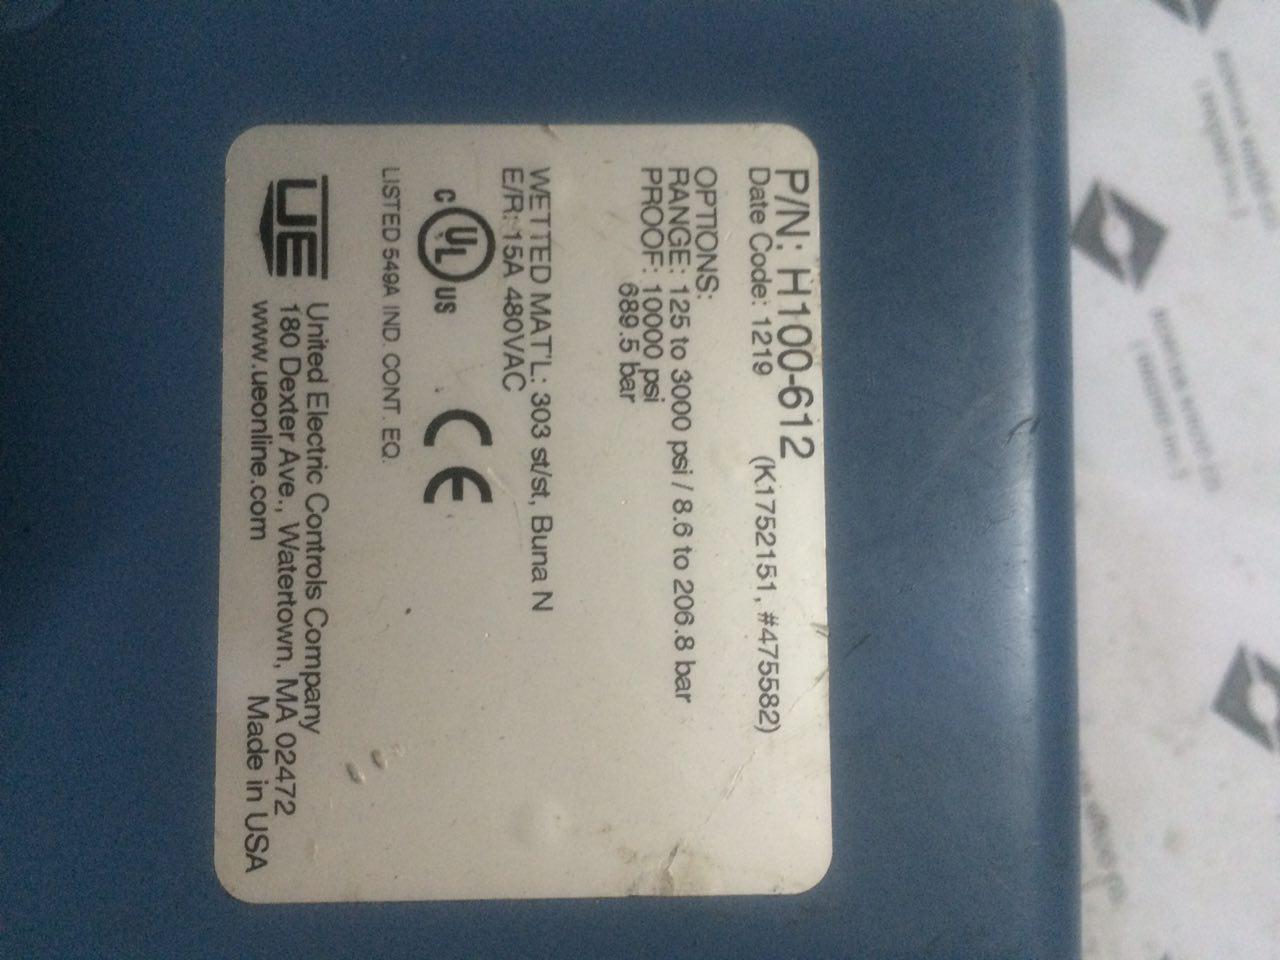 P/N: H100-612 (K1752151, #475582)
Date Code: 1219
OPTIONS:
RANGE: 125 to 3000 psi / 8.6 to 206.8 bar
PROOF: 10000 psi
689.5 bar
WETTED MAT'L: 303 st/st, Buna N
E/R: 15A 480VAC
C UL US CE
LISTED 549A IND. CONT. EQ.
UE
United Electric Controls Company
180 Dexter Ave., Watertown, MA 02472
www.ueonline.com Made in USA